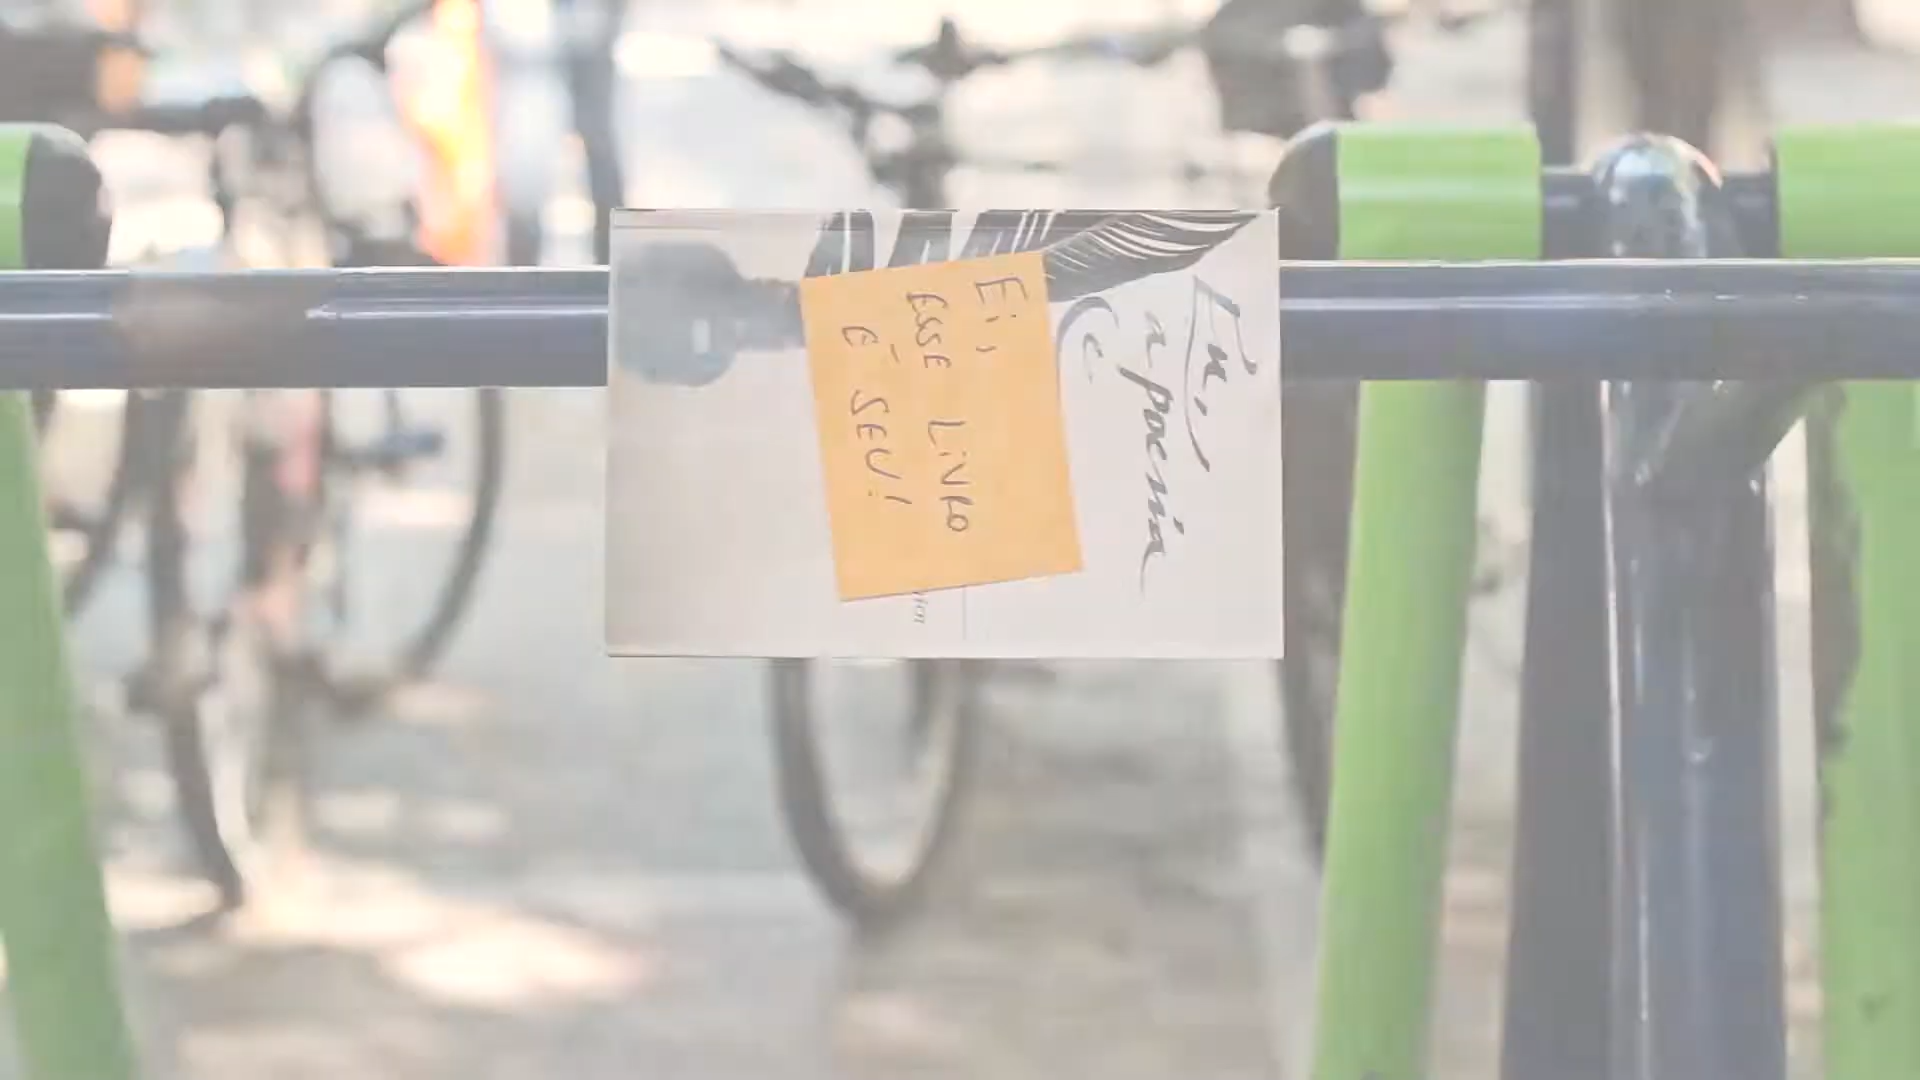 Eu,
a poesia
e
Ei,
ESSE LiVRO
É SEU!